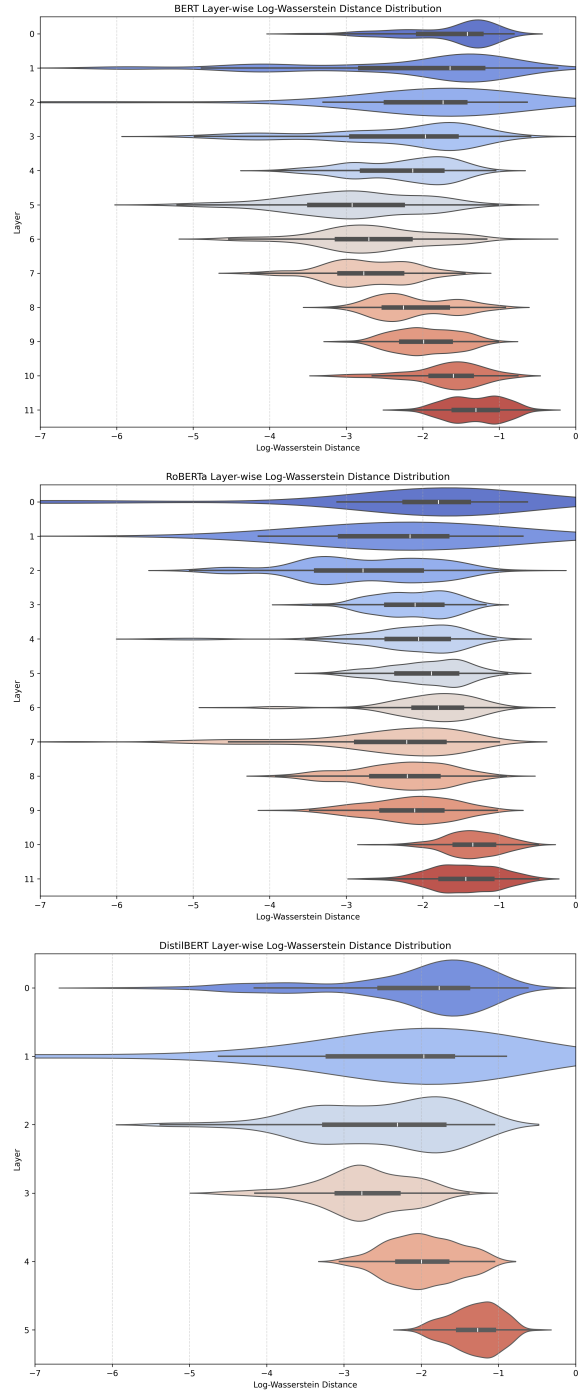 BERT Layer-wise Log-Wasserstein Distance Distribution
0
1
2
3
4
5
6
7
8
9
10
11
Layer
−7 −6 −5 −4 −3 −2 −1 0
Log-Wasserstein Distance
RoBERTa Layer-wise Log-Wasserstein Distance Distribution
0
1
2
3
4
5
6
7
8
9
10
11
Layer
−7 −6 −5 −4 −3 −2 −1 0
Log-Wasserstein Distance
DistilBERT Layer-wise Log-Wasserstein Distance Distribution
0
1
2
3
4
5
Layer
−7 −6 −5 −4 −3 −2 −1 0
Log-Wasserstein Distance